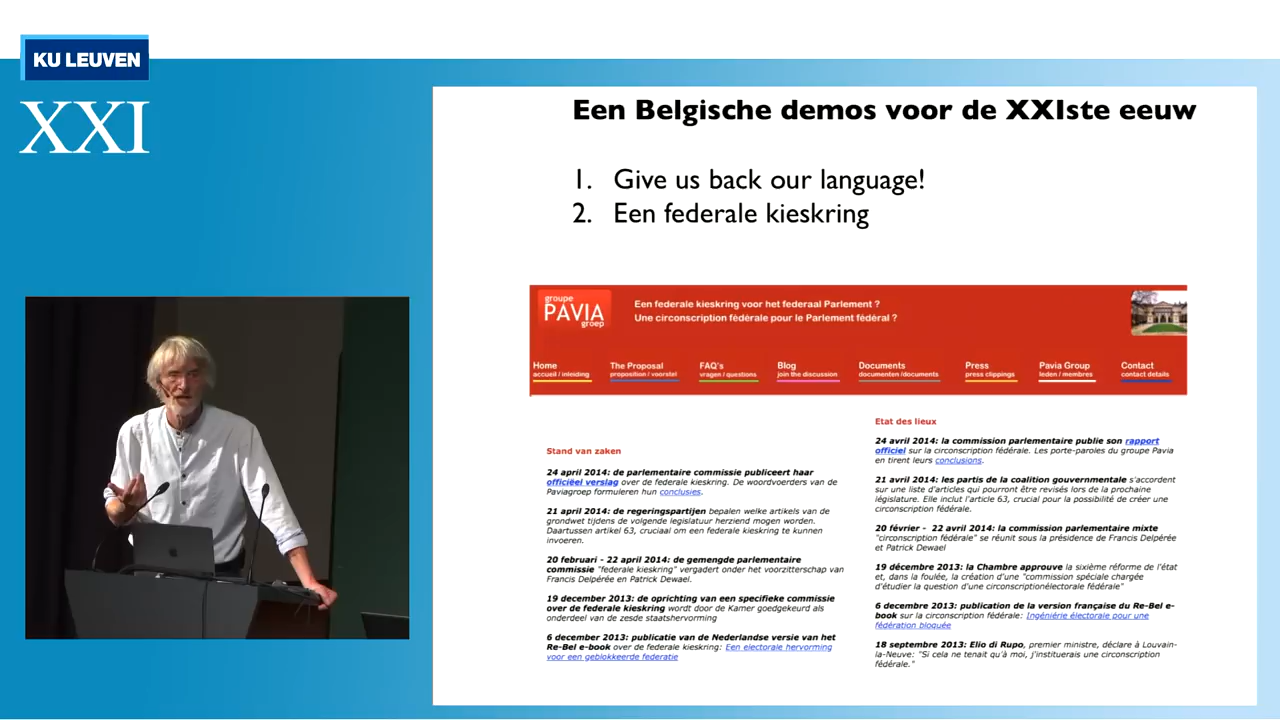 KU LEUVEN
XXI
Een Belgische demos voor de XXIste eeuw
1. Give us back our language!
2. Een federale kieskring
groupe
PAVIA
groep
Een federale kieskring voor het federaal Parlement ?
Une circonscription fédérale pour le Parlement fédéral ?
Home
accueil / inleiding
The Proposal
proposition / voorstel
FAQ's
vragen / questions
Blog
join the discussion
Documents
documenten /documents
Press
press clippings
Pavia Group
leden / membres
Contact
contact details
Stand van zaken
24 april 2014: de parlementaire commissie publiceert haar
officiëel verslag over de federale kieskring. De woordvoerders van de
Paviagroep formuleren hun conclusies.
21 april 2014: de regeringspartijen bepalen welke artikels van de
grondwet tijdens de volgende legislatuur herziend mogen worden.
Daartussen artikel 63, cruciaal om een federale kieskring te kunnen
invoeren.
20 februari - 22 april 2014: de gemengde parlementaire
commissie "federale kieskring" vergadert onder het voorzitterschap van
Francis Delpérée en Patrick Dewael.
19 december 2013: de oprichting van een specifieke commissie
over de federale kieskring wordt door de Kamer goedgekeurd als
onderdeel van de zesde staatshervorming
6 december 2013: publicatie van de Nederlandse versie van het
Re-Bel e-book over de federale kieskring: Een electorale hervorming
voor een geblokkeerde federatie
Etat des lieux
24 avril 2014: la commission parlementaire publie son rapport
officiel sur la circonscription fédérale. Les porte-paroles du groupe Pavia
en tirent leurs conclusions.
21 avril 2014: les partis de la coalition gouvernementale s'accordent
sur une liste d'articles qui pourront être revisés lors de la prochaine
législature. Elle inclut l'article 63, crucial pour la possibilité de créer une
circonscription fédérale.
20 février - 22 avril 2014: la commission parlementaire mixte
"circonscription fédérale" se réunit sous la présidence de Francis Delpérée
et Patrick Dewael
19 décembre 2013: la Chambre approuve la sixième réforme de l'état
et, dans la foulée, la création d'une "commission spéciale chargée
d'étudier la question d'une circonscriptionélectorale fédérale"
6 decembre 2013: publication de la version française du Re-Bel e-
book sur la circonscription fédérale: Ingéniérie électorale pour une
fédération bloquée
18 septembre 2013: Elio di Rupo, premier ministre, déclare à Louvain-
la-Neuve: "Si cela ne tenait qu'à moi, j'instituerais une circonscription
fédérale."